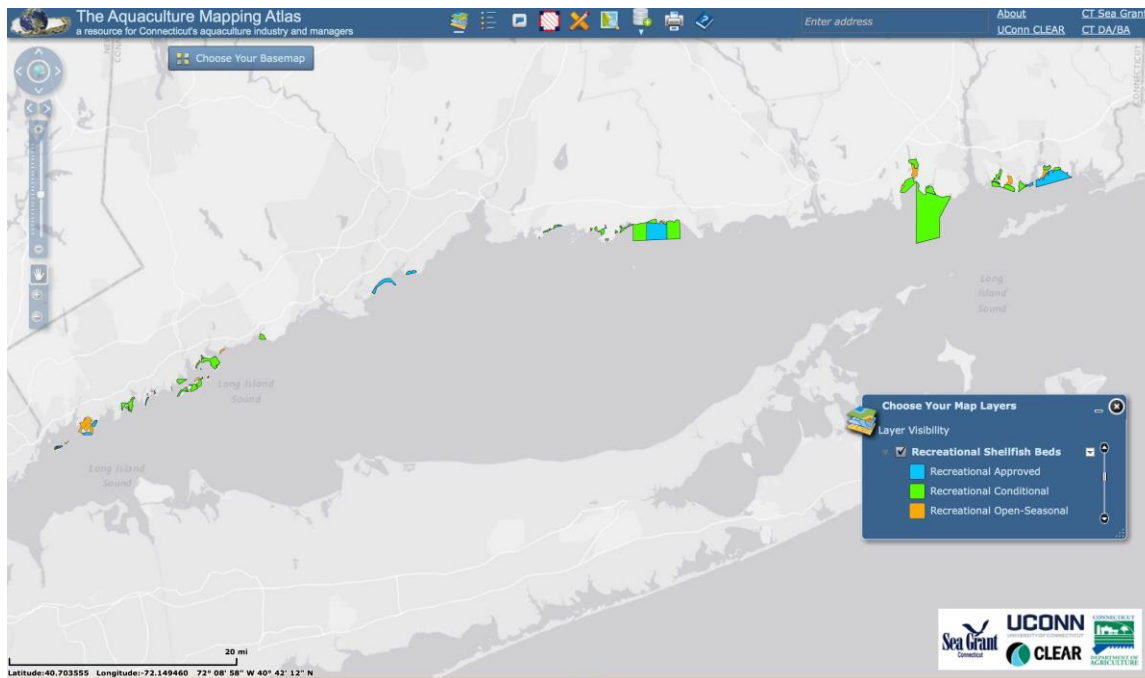 The Aquaculture Mapping Atlas
a resource for Connecticut's aquaculture industry and managers
Enter address
About
CT Sea Grant
UConn CLEAR
CT DA/BA
Choose Your Basemap
CONNECTICUT
Long
Island
Sound
Long Island
Sound
Long Island
Sound
Choose Your Map Layers
Layer Visibility
Recreational Shellfish Beds
Recreational Approved
Recreational Conditional
Recreational Open-Seasonal
20 mi
Latitude:40.703555 Longitude:-72.149460 72° 08' 58" W 40° 42' 12" N
Sea Grant
Connecticut
UCONN
UNIVERSITY OF CONNECTICUT
CLEAR
CONNECTICUT
DEPARTMENT OF
AGRICULTURE